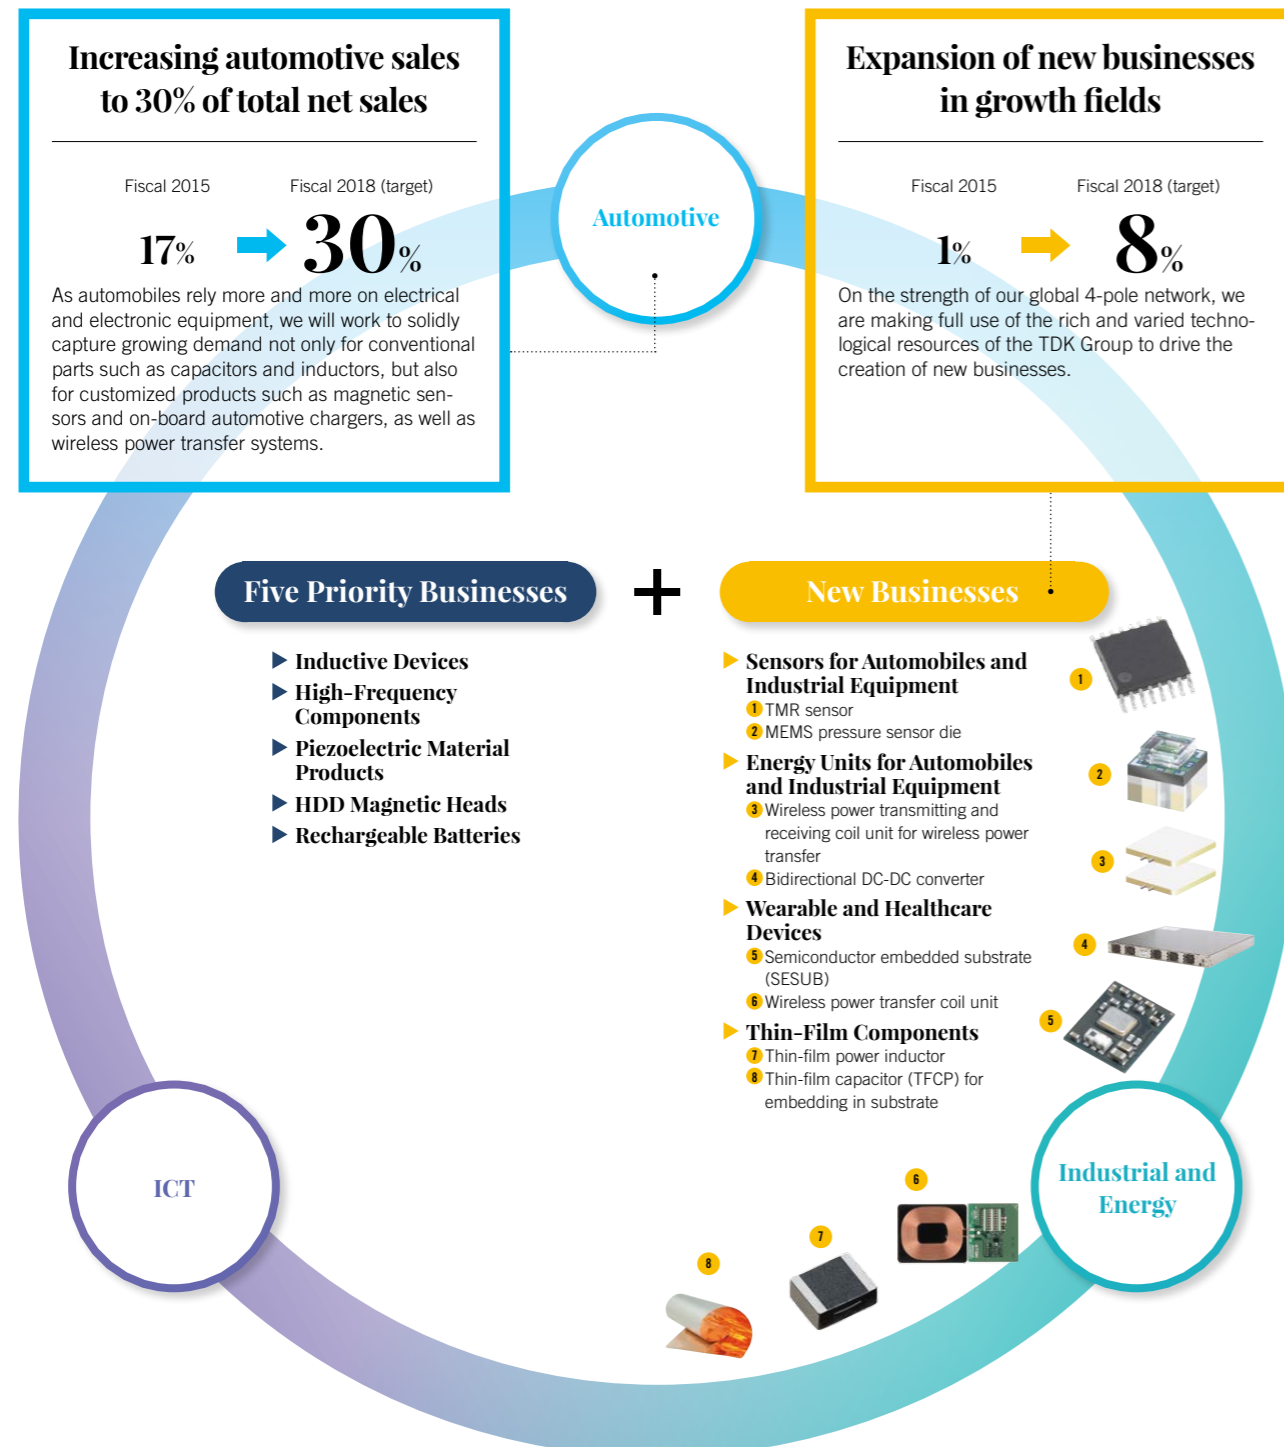 Increasing automotive sales
to 30% of total net sales
Fiscal 2015
Fiscal 2018 (target)
17%
30%
As automobiles rely more and more on electrical
and electronic equipment, we will work to solidly
capture growing demand not only for conventional
parts such as capacitors and inductors, but also
for customized products such as magnetic sen-
sors and on-board automotive chargers, as well as
wireless power transfer systems.
Automotive
Expansion of new businesses
in growth fields
Fiscal 2015
Fiscal 2018 (target)
1%
8%
On the strength of our global 4-pole network, we
are making full use of the rich and varied techno-
logical resources of the TDK Group to drive the
creation of new businesses.
Five Priority Businesses
+
New Businesses
Inductive Devices
High-Frequency
Components
Piezoelectric Material
Products
HDD Magnetic Heads
Rechargeable Batteries
Sensors for Automobiles and
Industrial Equipment
1 TMR sensor
2 MEMS pressure sensor die
Energy Units for Automobiles
and Industrial Equipment
3 Wireless power transmitting and
receiving coil unit for wireless power
transfer
4 Bidirectional DC-DC converter
Wearable and Healthcare
Devices
5 Semiconductor embedded substrate
(SESUB)
6 Wireless power transfer coil unit
Thin-Film Components
7 Thin-film power inductor
8 Thin-film capacitor (TFCP) for
embedding in substrate
1
2
3
4
5
6
7
8
ICT
Industrial and
Energy